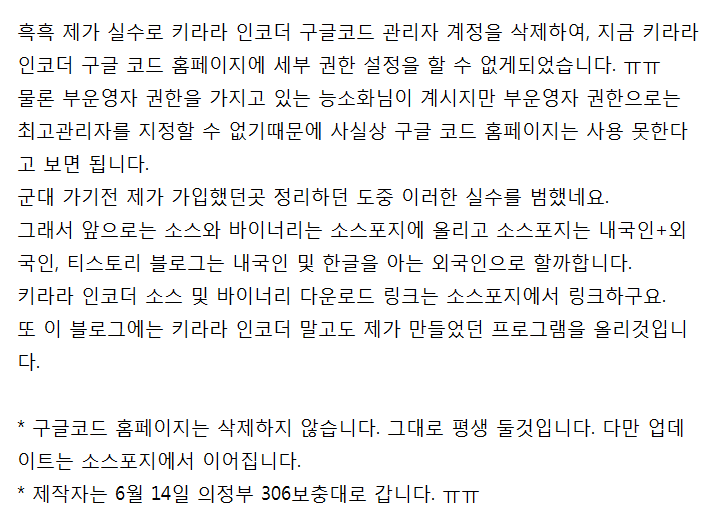 흑흑 제가 실수로 키라라 인코더 구글코드 관리자 계정을 삭제하여, 지금 키라라
인코더 구글 코드 홈페이지에 세부 권한 설정을 할 수 없게되었습니다. ㅠㅠ
물론 부운영자 권한을 가지고 있는 능소화님이 계시지만 부운영자 권한으로는
최고관리자를 지정할 수 없기때문에 사실상 구글 코드 홈페이지는 사용 못한다
고 보면 됩니다.
군대 가기전 제가 가입했던곳 정리하던 도중 이러한 실수를 범했네요.
그래서 앞으로는 소스와 바이너리는 소스포지에 올리고 소스포지는 내국인+외
국인, 티스토리 블로그는 내국인 및 한글을 아는 외국인으로 할까합니다.
키라라 인코더 소스 및 바이너리 다운로드 링크는 소스포지에서 링크하구요.
또 이 블로그에는 키라라 인코더 말고도 제가 만들었던 프로그램을 올리것입니
다.
* 구글코드 홈페이지는 삭제하지 않습니다. 그대로 평생 둘것입니다. 다만 업데
이트는 소스포지에서 이어집니다.
* 제작자는 6월 14일 의정부 306보충대로 갑니다. ㅠㅠ